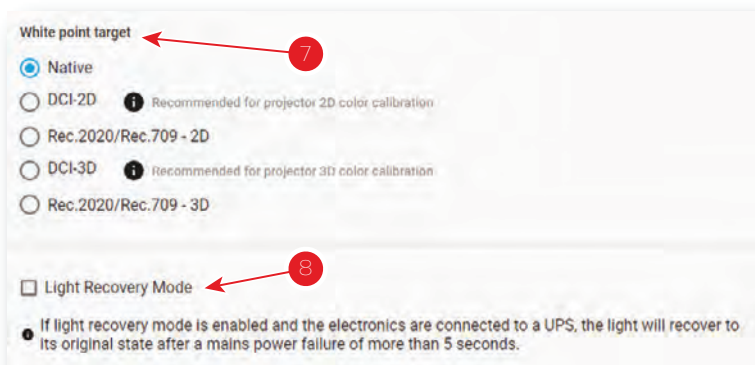 White point target
7
Native
DCI-2D Recommended for projector 2D color calibration
Rec.2020/Rec.709 - 2D
DCI-3D Recommended for projector 3D color calibration
Rec.2020/Rec.709 - 3D
8
Light Recovery Mode
If light recovery mode is enabled and the electronics are connected to a UPS, the light will recover to
its original state after a mains power failure of more than 5 seconds.